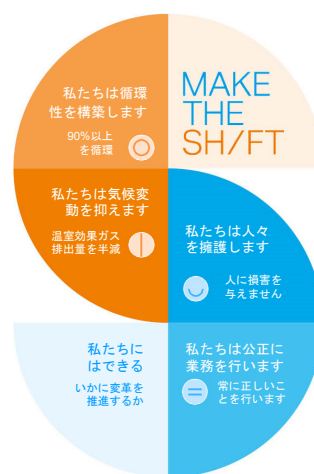 私たちは循環
性を構築します
90%以上
を循環
MAKE
THE
SH/FT
私たちは気候変
動を抑えます
温室効果ガス
排出量を半減
私たちは人々
を擁護します
人に損害を
与えません
私たちに
はできる
いかに変革を
推進するか
私たちは公正に
業務を行います
常に正しいこ
とを行います